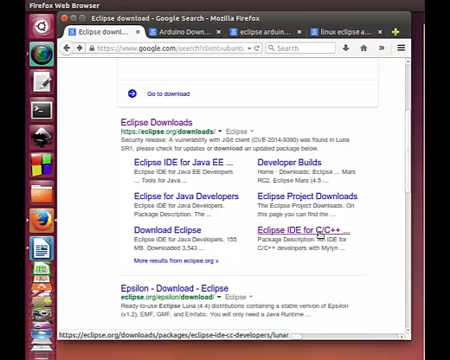 Firefox Web Browser
Eclipse download - Google Search - Mozilla Firefox
Eclipse downl... Arduino Down... eclipse arduin... linux eclipse a...
https://www.google.com/search?client=ubuntu Search
Go to download
Eclipse Downloads
https://eclipse.org/downloads/ Eclipse
Security release. A vulnerability with JGit client (CVE-2014-9390) was found in Luna
SR1, please check for updates or download an updated package below.
Eclipse IDE for Java EE ... Developer Builds
Eclipse IDE for Java EE Developers Home · Downloads; Eclipse ... Mars
... Tools for Java ... RC2. Eclipse Mars (4.5 ...
Eclipse for Java Developers Eclipse Project Downloads
Eclipse IDE for Java Developers. The Eclipse Project Downloads. On
Package Description. The ... this page you can find the ...
Download Eclipse Eclipse IDE for C/C++ ...
Eclipse IDE for Java Developers, 155 Package Description. IDE for
MB. Downloaded 3,543 ... C/C++ developers with Mylyn ...
More results from eclipse.org »
Epsilon - Download - Eclipse
eclipse.org/epsilon/download/ Eclipse
Ready-to-use Eclipse Luna (4.4) distributions containing a stable version of Epsilon
(v1.2), EMF, GMF, and Emfatic. You will only need a Java Runtime ...
https://eclipse.org/downloads/packages/eclipse-ide-cc-developers/lunar